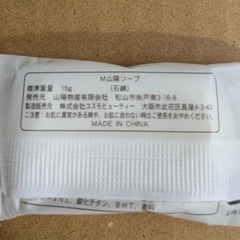 M山陽ソープ
標準重量 15g (石鹸)
発売元 山陽物産有限会社 松山市余戸南3-16-8
製造販売元 株式会社コスモビューティー 大阪市此花区島屋4-3-43
ご注意：お肌に異常がある時や、お肌に合わない時はご使用をおやめください。
MADE IN CHINA
酸化チタン、BHT、香料